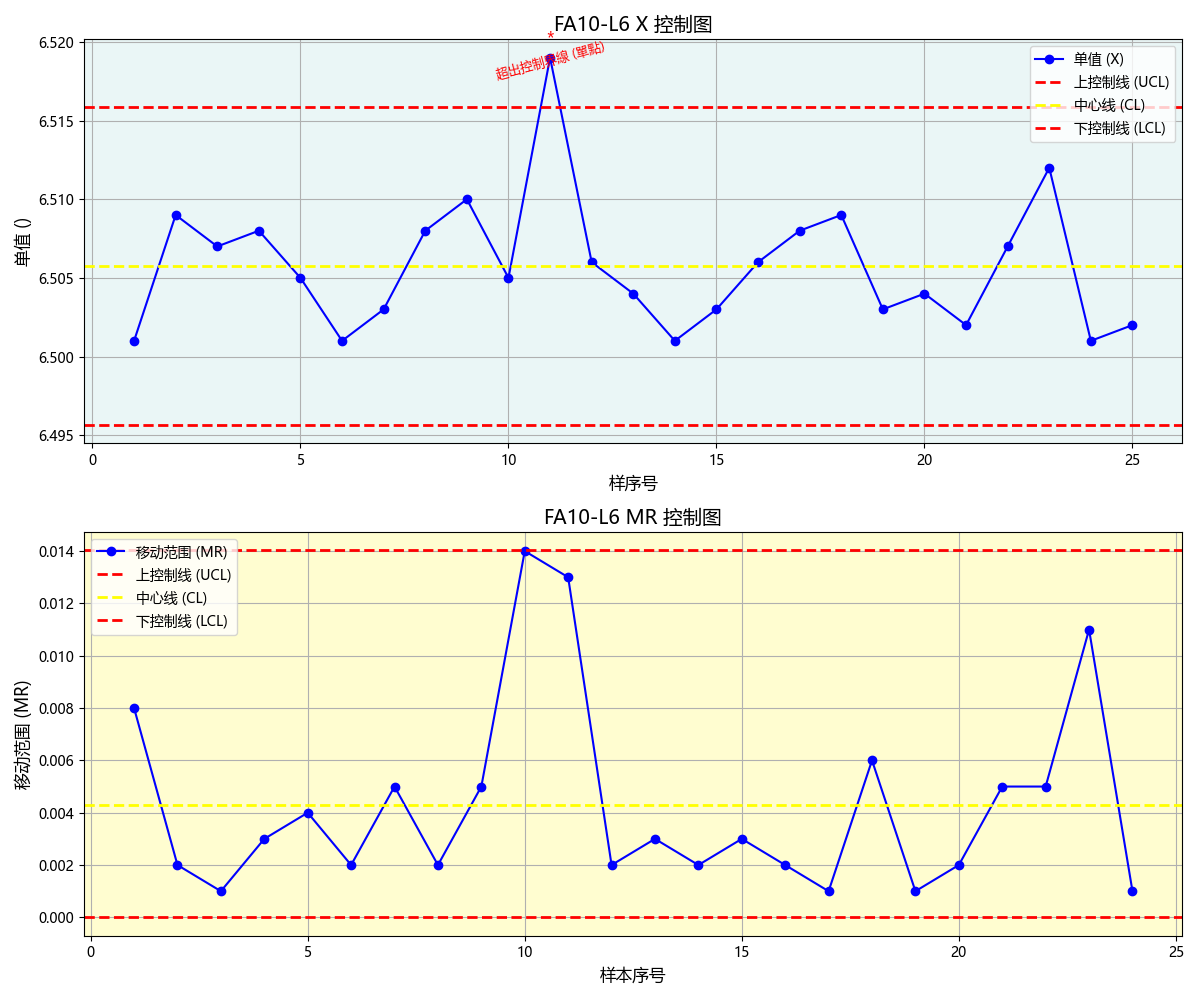 FA10-L6 X 控制图
*
超出控制界線 (單點)
单值 (X)
上控制线 (UCL)
中心线 (CL)
下控制线 (LCL)
单值 ()
6.520
6.515
6.510
6.505
6.500
6.495
0 5 10 15 20 25
样序号
FA10-L6 MR 控制图
移动范围 (MR)
上控制线 (UCL)
中心线 (CL)
下控制线 (LCL)
移动范围 (MR)
0.014
0.012
0.010
0.008
0.006
0.004
0.002
0.000
0 5 10 15 20 25
样本序号